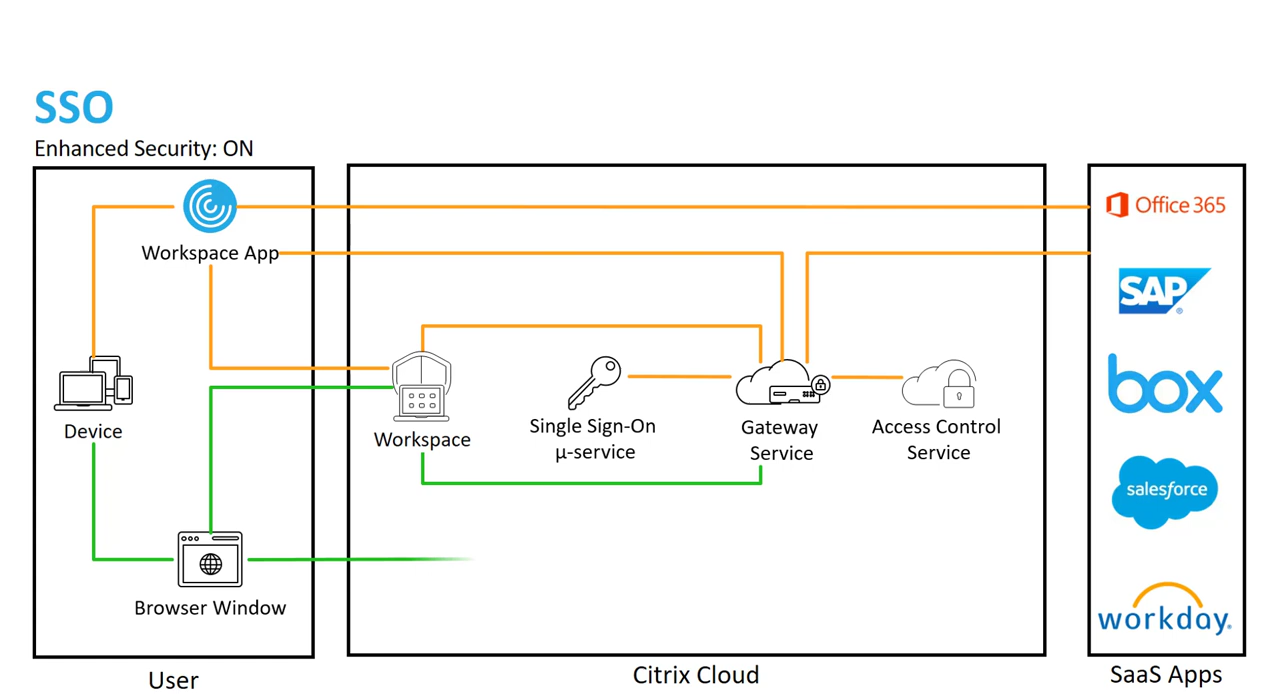 SSO
Enhanced Security: ON
Workspace App
Device
Browser Window
User
Workspace
Single Sign-On
μ-service
Gateway
Service
Access Control
Service
Citrix Cloud
Office 365
SAP®
box
salesforce
workday.
SaaS Apps